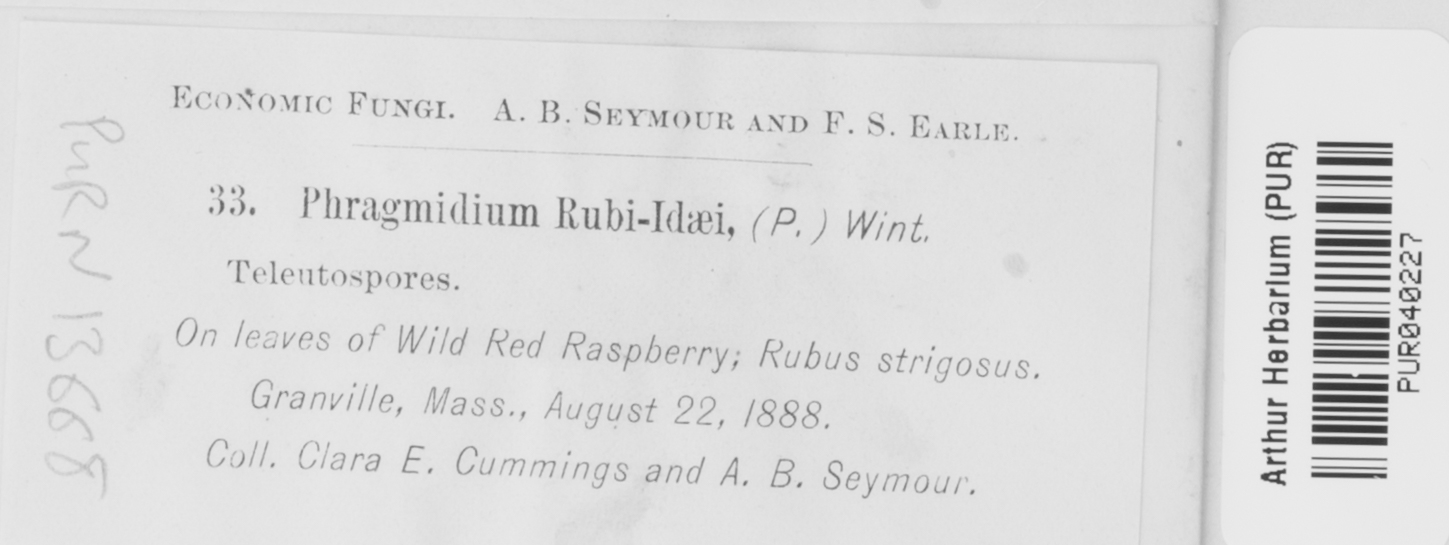 ECONOMIC FUNGI. A. B. SEYMOUR AND F. S. EARLE.
33. Phragmidium Rubi-Idæi, (P.) Wint.
Teleutospores.
On leaves of Wild Red Raspberry; Rubus strigosus.
Granville, Mass., August 22, 1888.
Coll. Clara E. Cummings and A. B. Seymour.
PURN 13668
Arthur Herbarium (PUR)
PUR040227